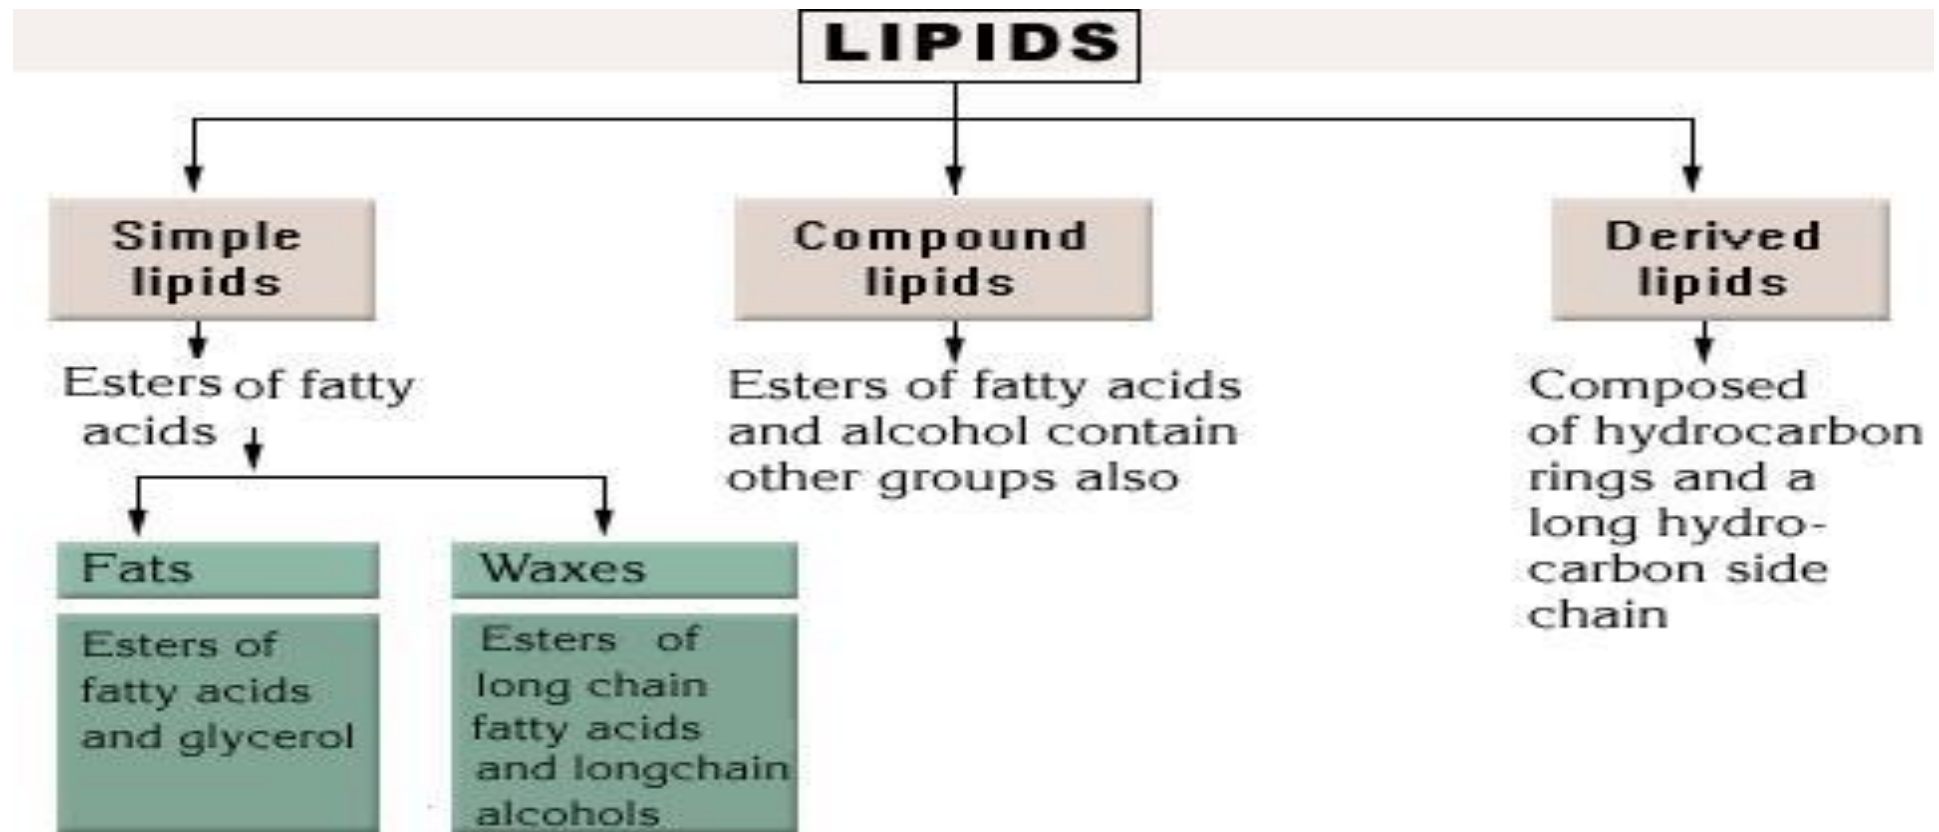 LIPIDS
Simple
lipids
Esters of fatty
acids
Fats
Esters of
fatty acids
and glycerol
Waxes
Esters of
long chain
fatty acids
and longchain
alcohols
Compound
lipids
Esters of fatty acids
and alcohol contain
other groups also
Derived
lipids
Composed
of hydrocarbon
rings and a
long hydro-
carbon side
chain